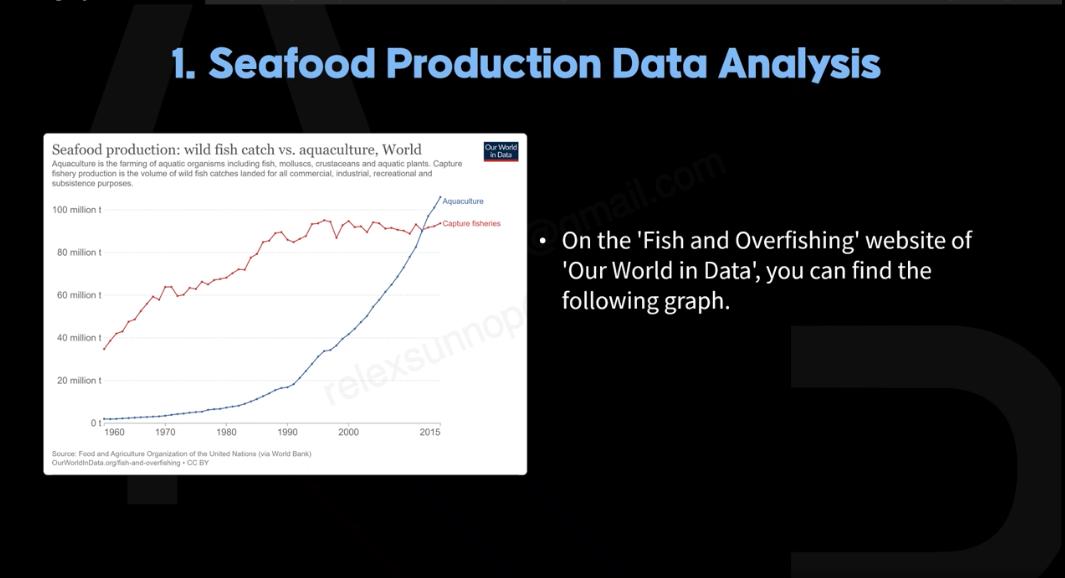 1. Seafood Production Data Analysis
Seafood production: wild fish catch vs. aquaculture, World
Our World
in Data
Aquaculture is the farming of aquatic organisms including fish, molluscs, crustaceans and aquatic plants. Capture
fishery production is the volume of wild fish catches landed for all commercial, industrial, recreational and
subsistence purposes.
Aquaculture
100 million t
Capture fisheries
80 million t
60 million t
40 million t
20 million t
0 t
1960 1970 1980 1990 2000 2015
Source: Food and Agriculture Organization of the United Nations (via World Bank)
OurWorldInData.org/fish-and-overfishing • CC BY
• On the 'Fish and Overfishing' website of
'Our World in Data', you can find the
following graph.